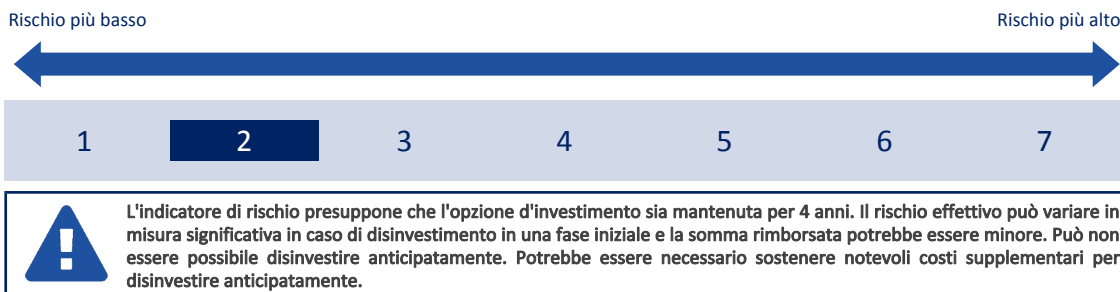 Rischio più basso Rischio più alto
1 2 3 4 5 6 7
L'indicatore di rischio presuppone che l'opzione d'investimento sia mantenuta per 4 anni. Il rischio effettivo può variare in
misura significativa in caso di disinvestimento in una fase iniziale e la somma rimborsata potrebbe essere minore. Può non
essere possibile disinvestire anticipatamente. Potrebbe essere necessario sostenere notevoli costi supplementari per
disinvestire anticipatamente.